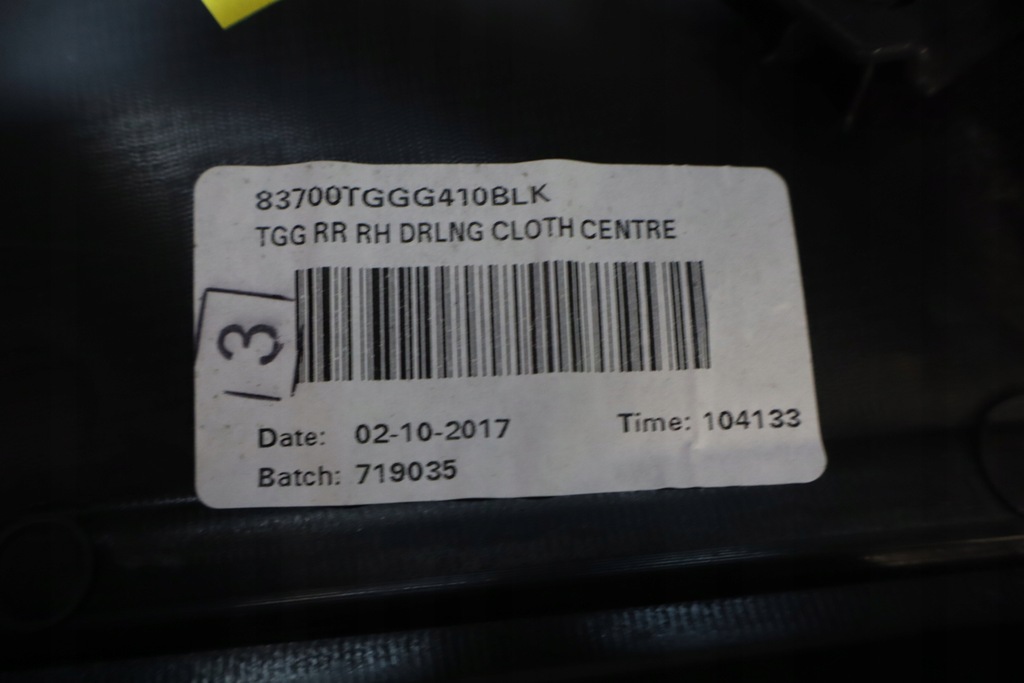 83700TGGG410BLK
TGG RR RH DRLNG CLOTH CENTRE
3
Date: 02-10-2017 Time: 104133
Batch: 719035